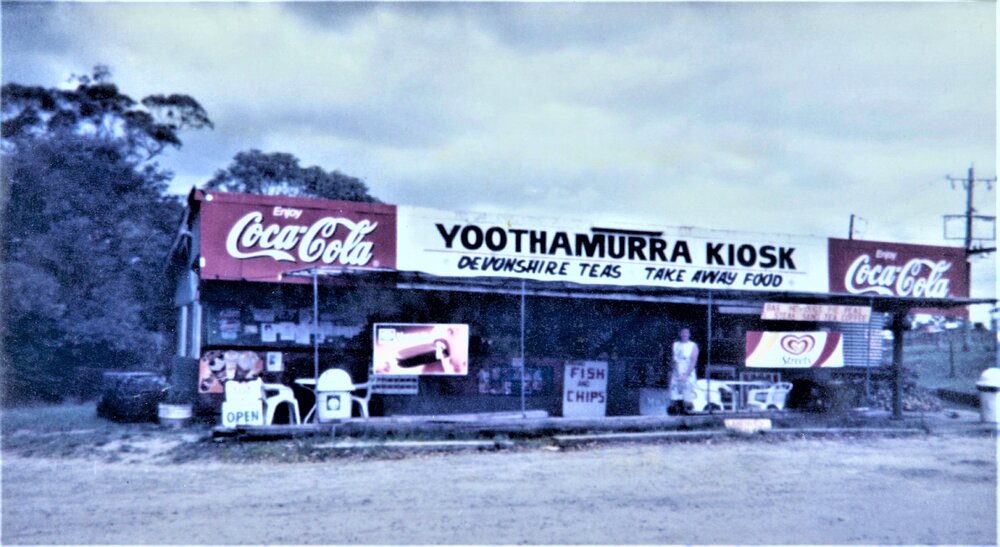 Enjoy
Coca-Cola
YOOTHAMURRA KIOSK
DEVONSHIRE TEAS TAKE AWAY FOOD
Enjoy
Coca-Cola
Streets
FISH
AND
CHIPS
OPEN